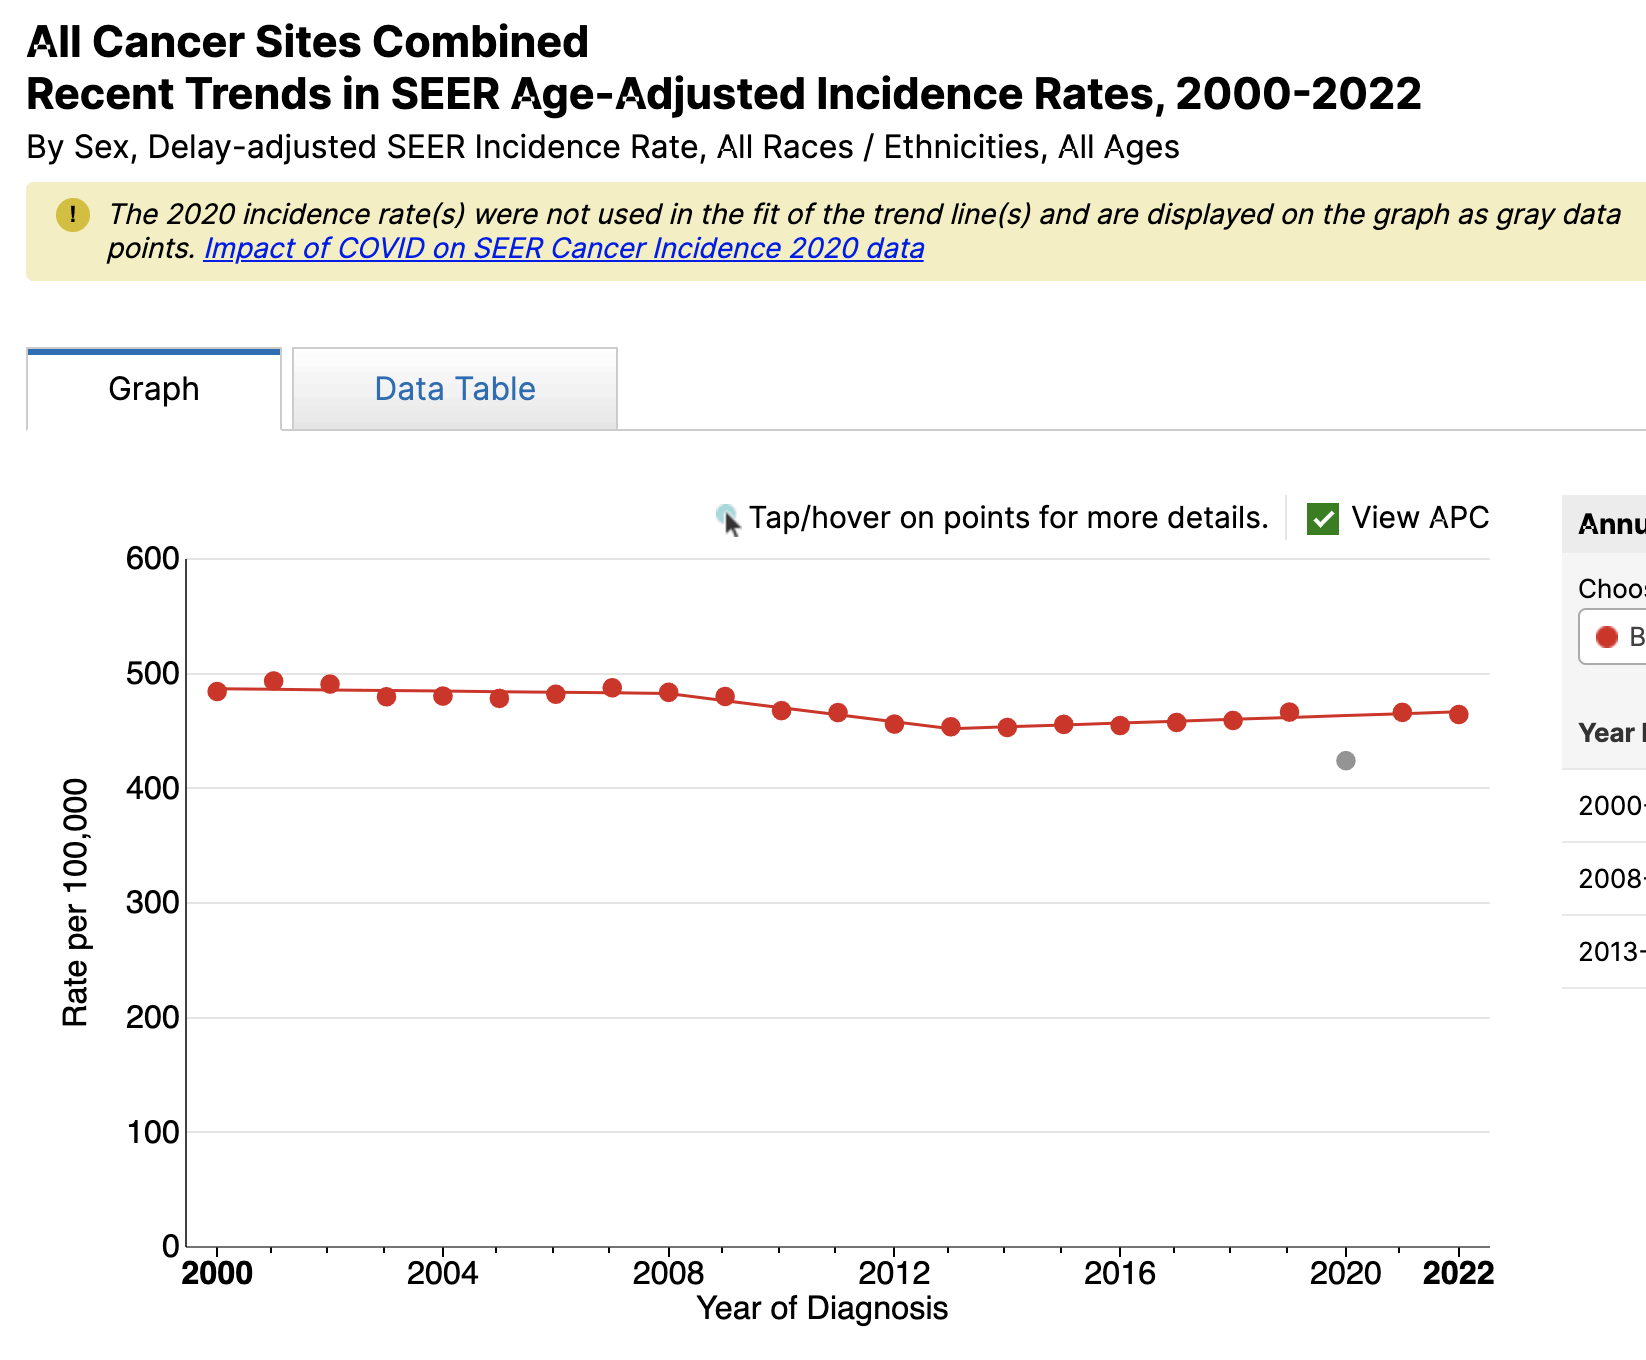 All Cancer Sites Combined
Recent Trends in SEER Age-Adjusted Incidence Rates, 2000-2022
By Sex, Delay-adjusted SEER Incidence Rate, All Races / Ethnicities, All Ages
! The 2020 incidence rate(s) were not used in the fit of the trend line(s) and are displayed on the graph as gray data
points. Impact of COVID on SEER Cancer Incidence 2020 data
Graph
Data Table
Tap/hover on points for more details.
View APC
600
500
400
300
200
100
0
Rate per 100,000
2000 2004 2008 2012 2016 2020 2022
Year of Diagnosis
Year
2000-
2008-
2013-